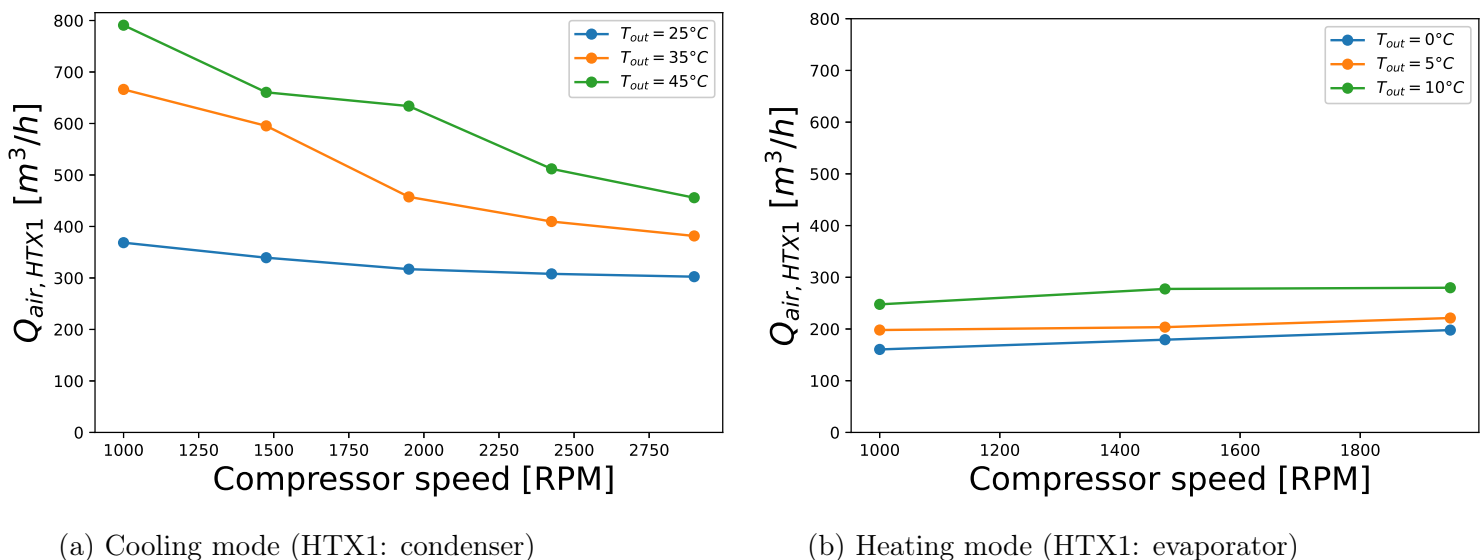 800
700
600
500
400
300
200
100
0
Q_{air, HTX1} [m^3/h]
T_{out} = 25°C
T_{out} = 35°C
T_{out} = 45°C
1000 1250 1500 1750 2000 2250 2500 2750
Compressor speed [RPM]
(a) Cooling mode (HTX1: condenser)
800
700
600
500
400
300
200
100
0
Q_{air, HTX1} [m^3/h]
T_{out} = 0°C
T_{out} = 5°C
T_{out} = 10°C
1000 1200 1400 1600 1800
Compressor speed [RPM]
(b) Heating mode (HTX1: evaporator)